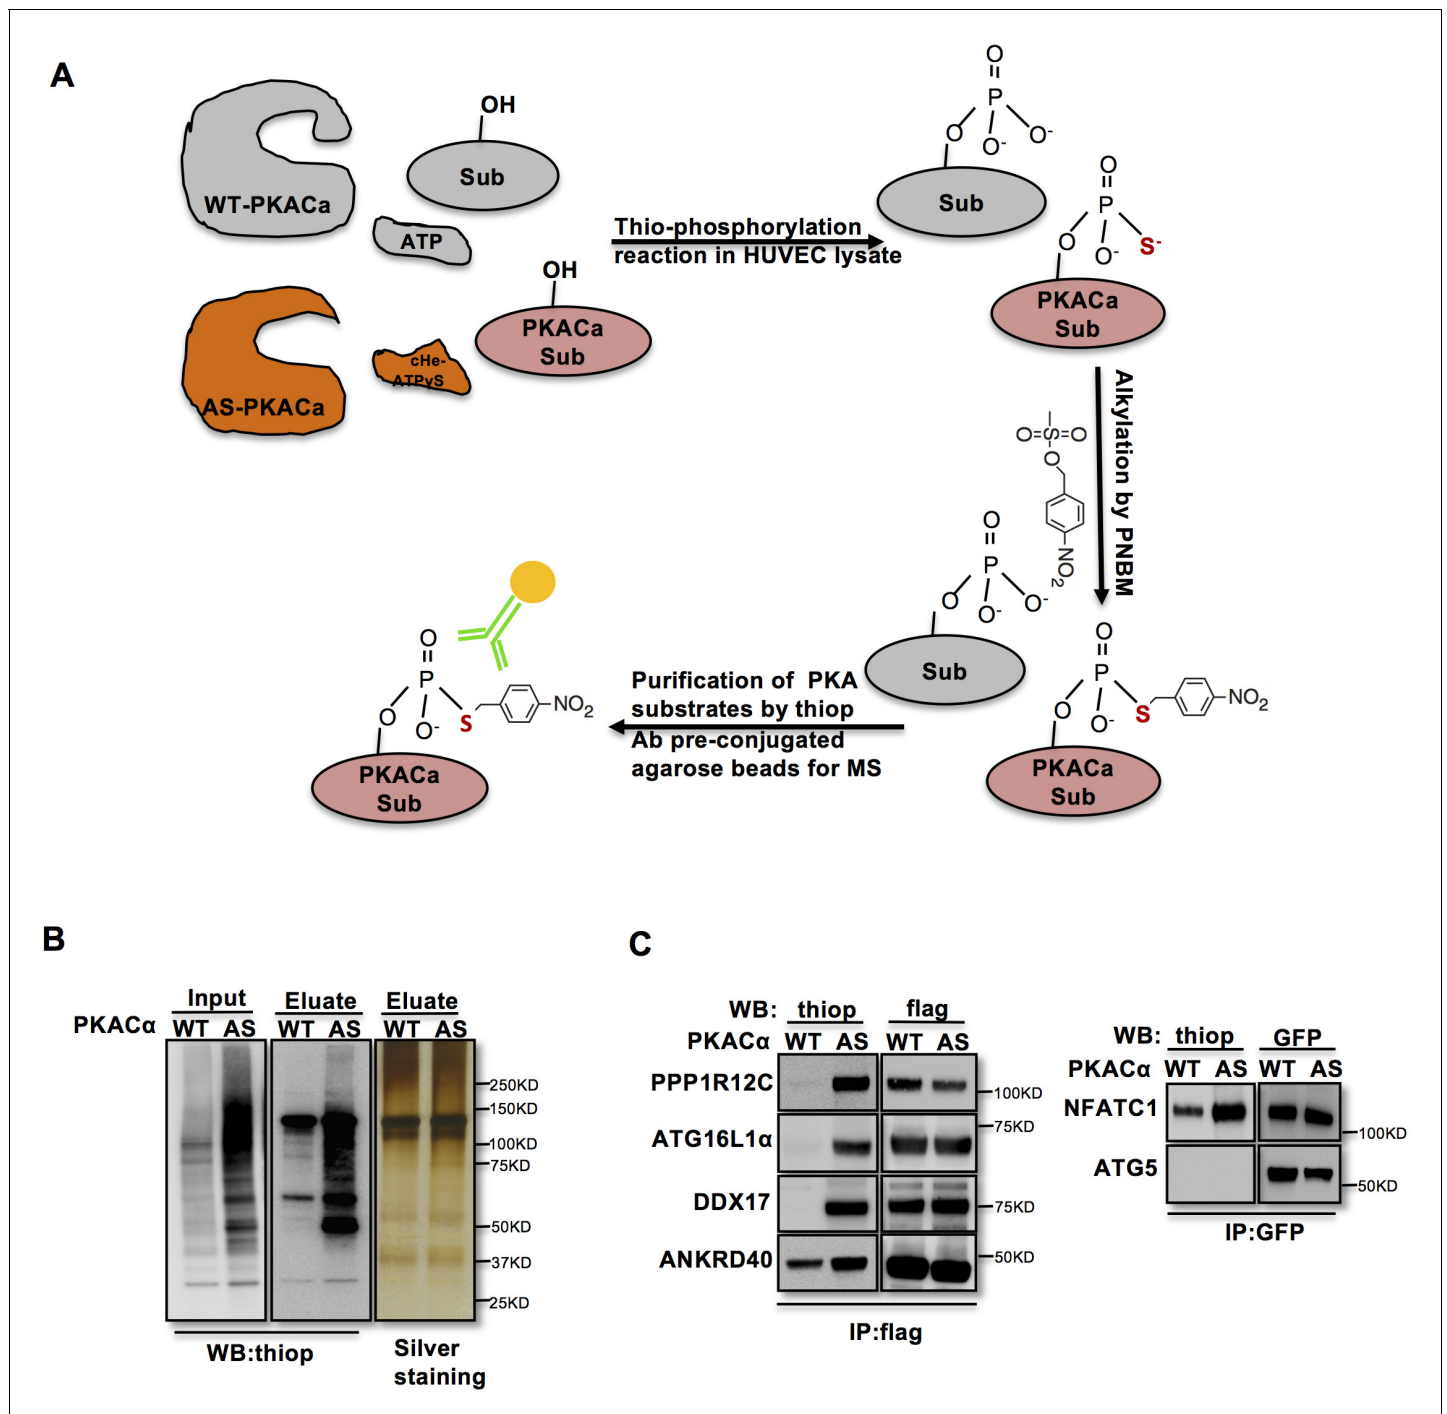 A
OH
Sub
WT-PKACa
ATP
OH
PKACa
Sub
cHe-
ATPγS
AS-PKACa
Thio-phosphorylation
reaction in HUVEC lysate
O
P
O
O-
O-
Sub
O
P
O
O-
S-
PKACa
Sub
Alkylation by PNBM
O=S=O
O
NO2
O
P
O
O-
O-
Sub
O
P
O
O-
S
NO2
PKACa
Sub
Purification of PKA
substrates by thiop
Ab pre-conjugated
agarose beads for MS
O
P
O
O-
S
NO2
PKACa
Sub
B
Input Eluate Eluate
PKACα WT AS WT AS WT AS
250KD
150KD
100KD
75KD
50KD
37KD
25KD
WB:thiop
Silver
staining
C
WB: thiop flag
PKACα WT AS WT AS
PPP1R12C
100KD
75KD
ATG16L1α
DDX17
75KD
ANKRD40
50KD
IP:flag
WB: thiop GFP
PKACα WT AS WT AS
NFATC1
100KD
ATG5
50KD
IP:GFP